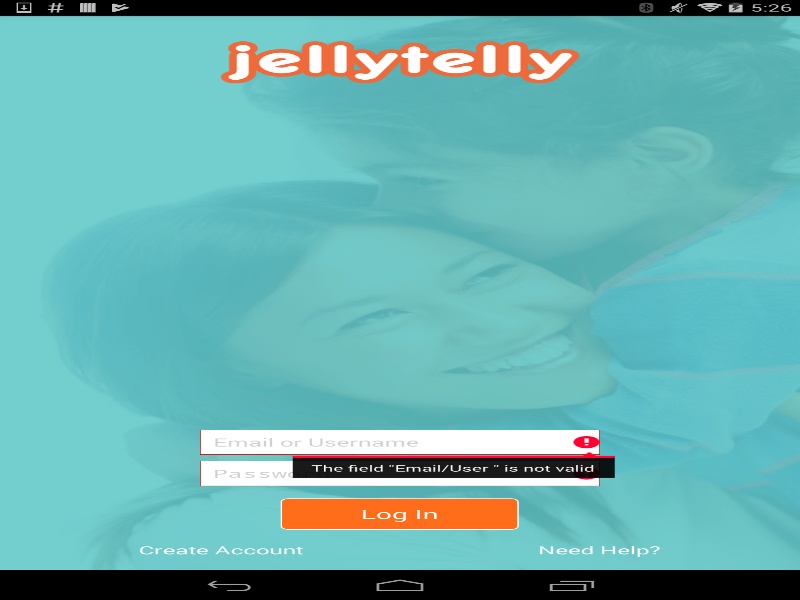 5:26
jellytelly
Email or Username
The field "Email/User " is not valid
Log In
Create Account
Need Help?